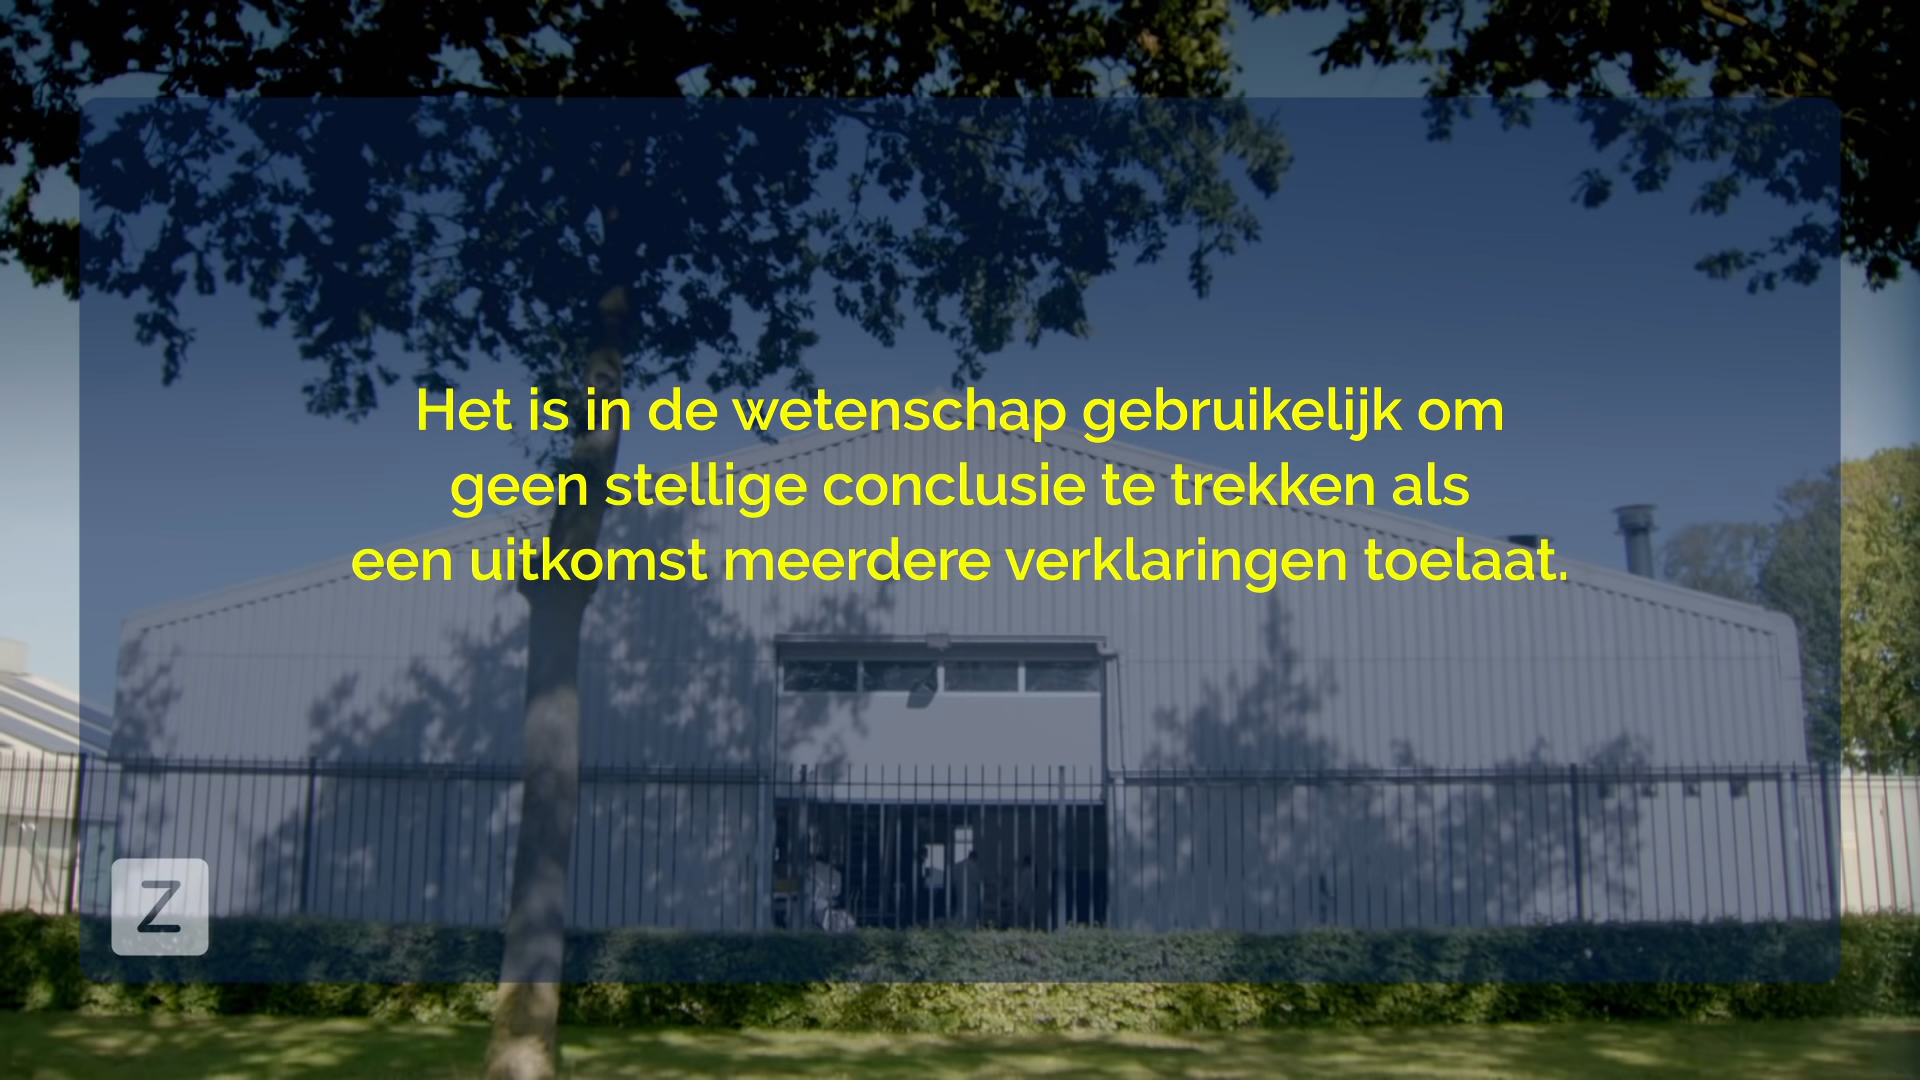 Het is in de wetenschap gebruikelijk om
geen stellige conclusie te trekken als
een uitkomst meerdere verklaringen toelaat.
Z